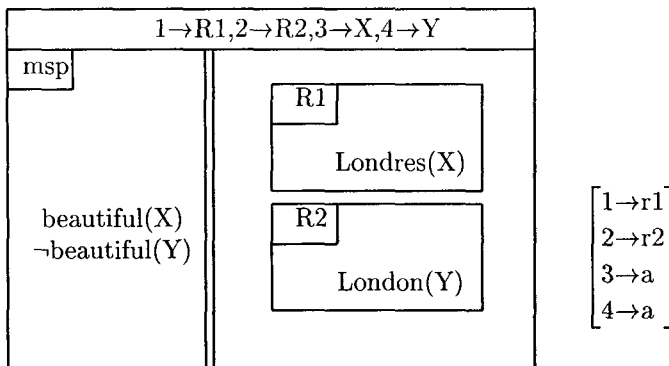 1→R1,2→R2,3→X,4→Y
msp
R1
Londres(X)
beautiful(X)
¬beautiful(Y)
R2
London(Y)
1→r1
2→r2
3→a
4→a